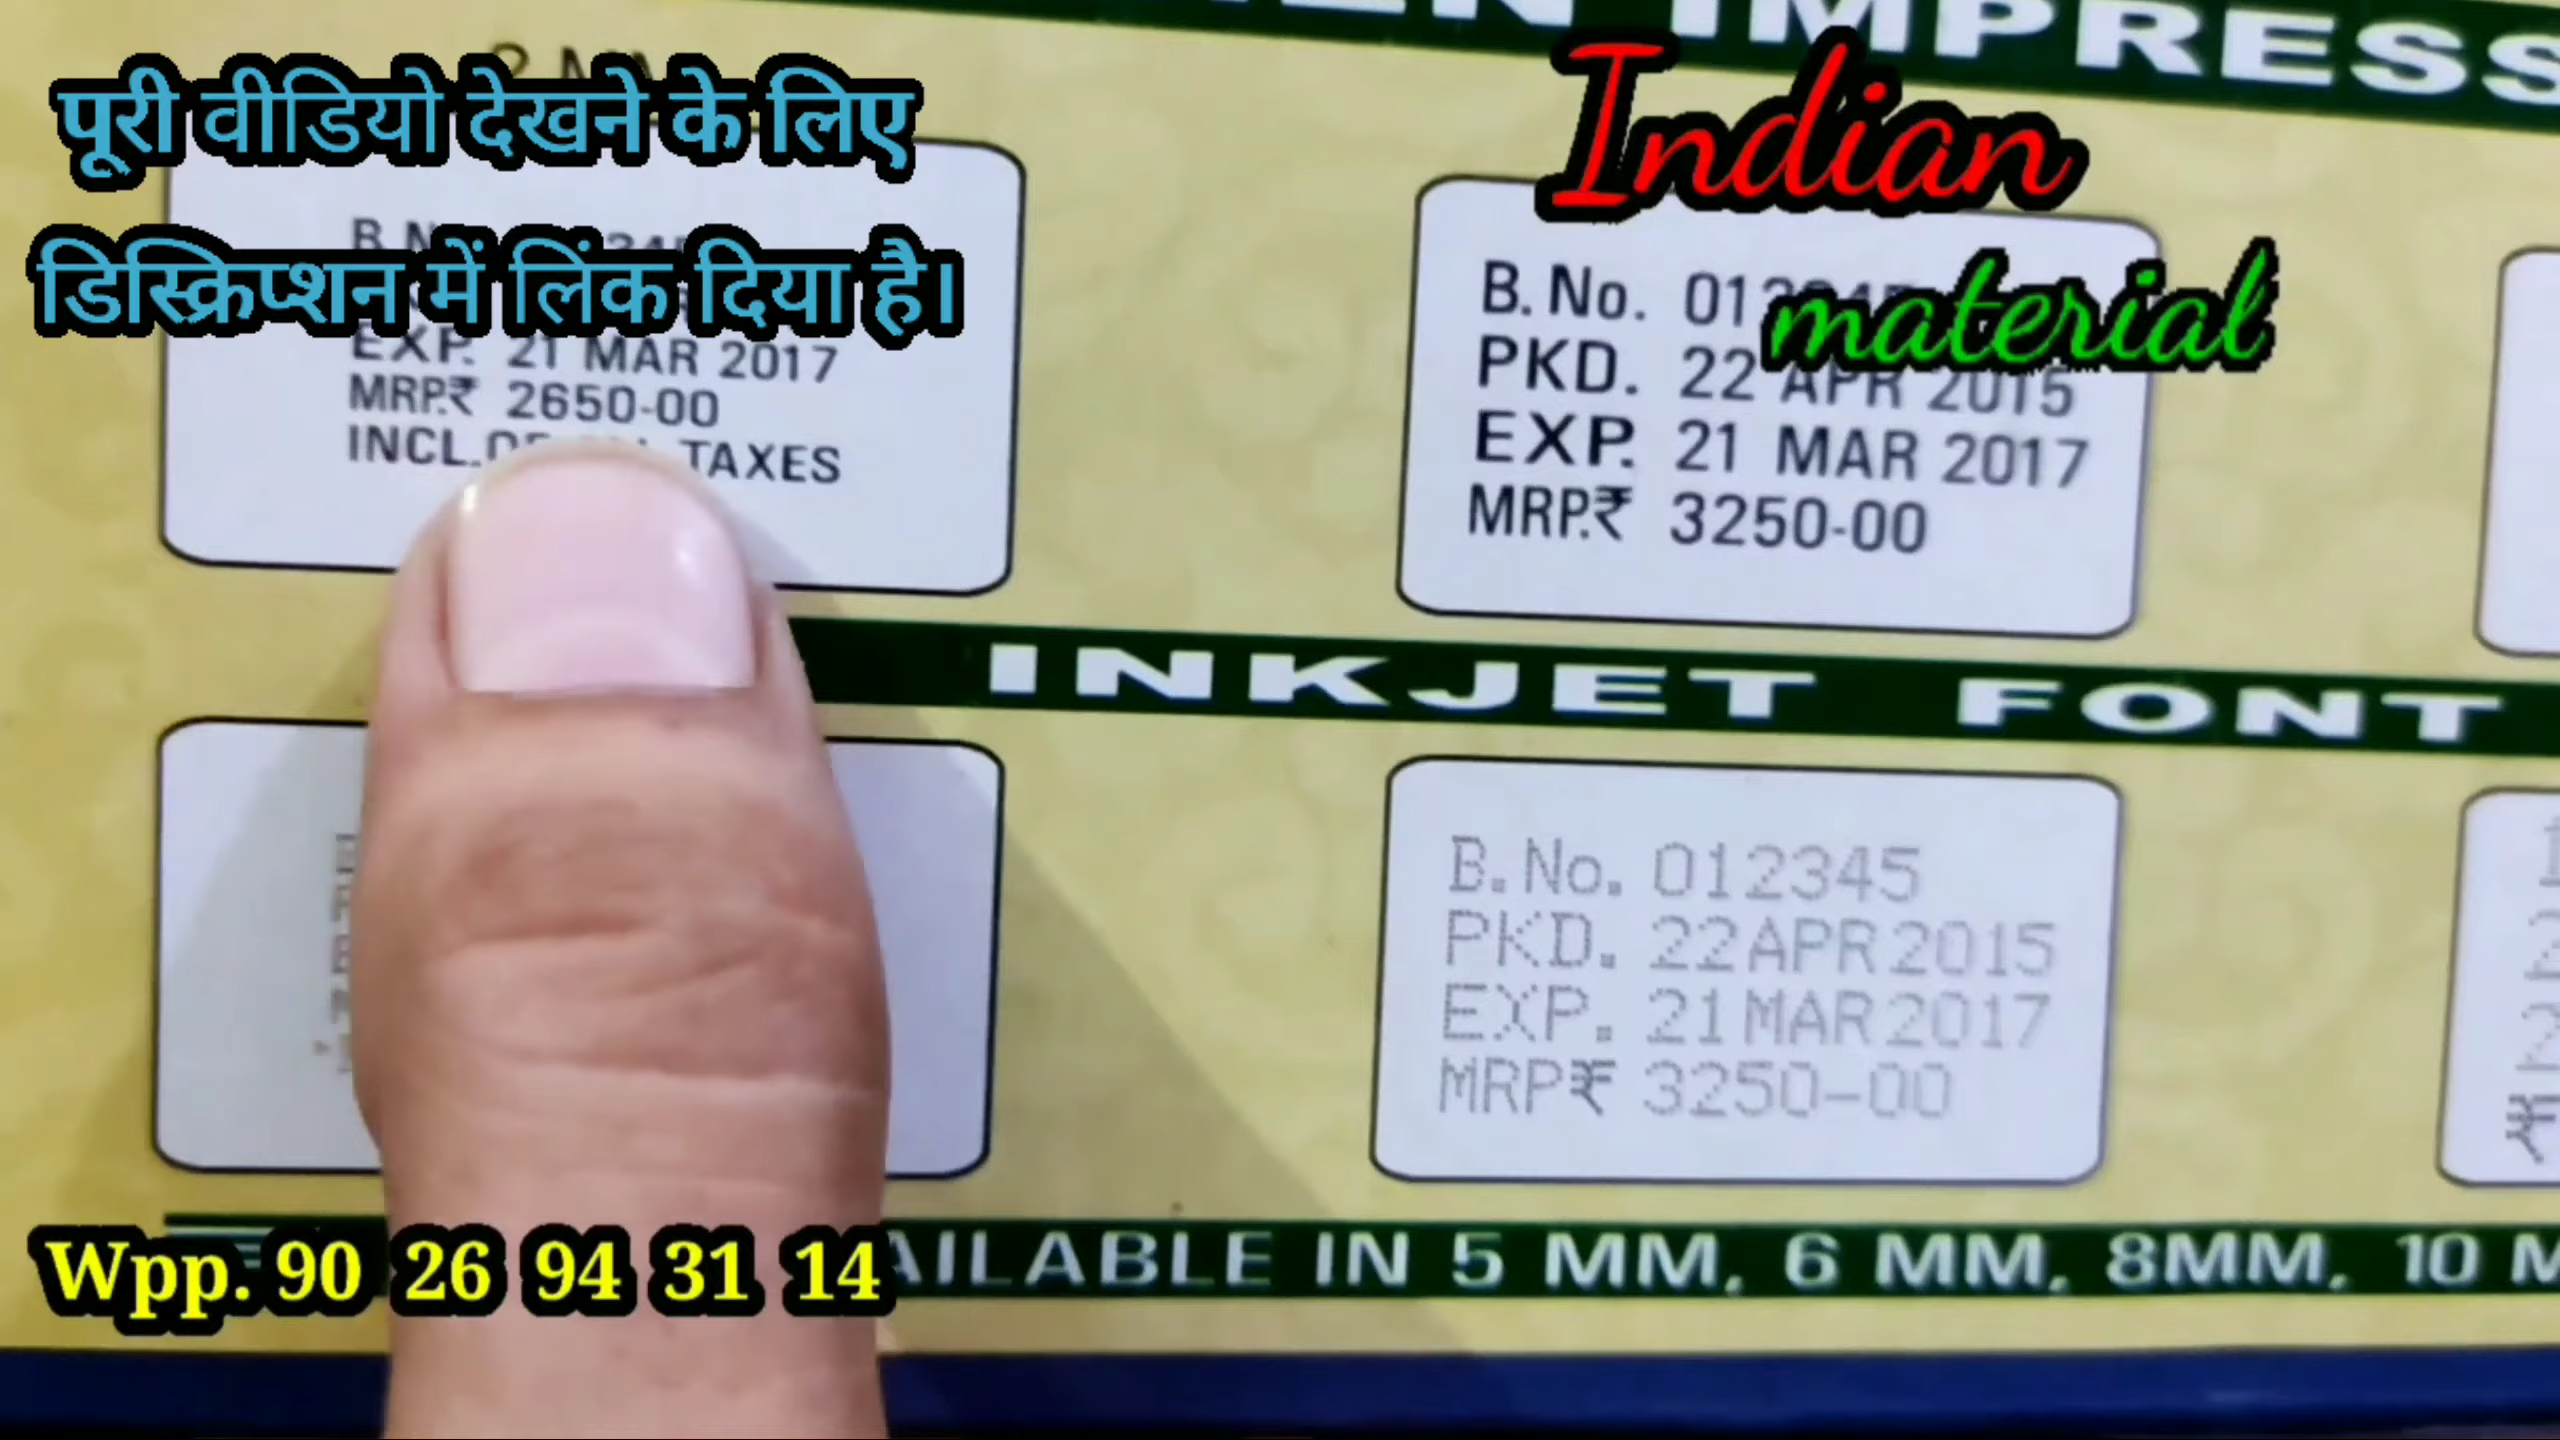 IMPRESS
पूरी वीडियो देखने के लिए
डिस्क्रिप्शन में लिंक दिया है।
Indian
material
EXP. 21 MAR 2017
MRP.₹ 2650-00
INCL. TAXES
B. No. 01
PKD. 22 APR 2015
EXP. 21 MAR 2017
MRP.₹ 3250-00
INKJET FONT
B. No. 012345
PKD. 22APR2015
EXP. 21MAR2017
MRP₹ 3250-00
IN 5 MM, 6 MM, 8MM, 10
Wpp. 90 26 94 31 14